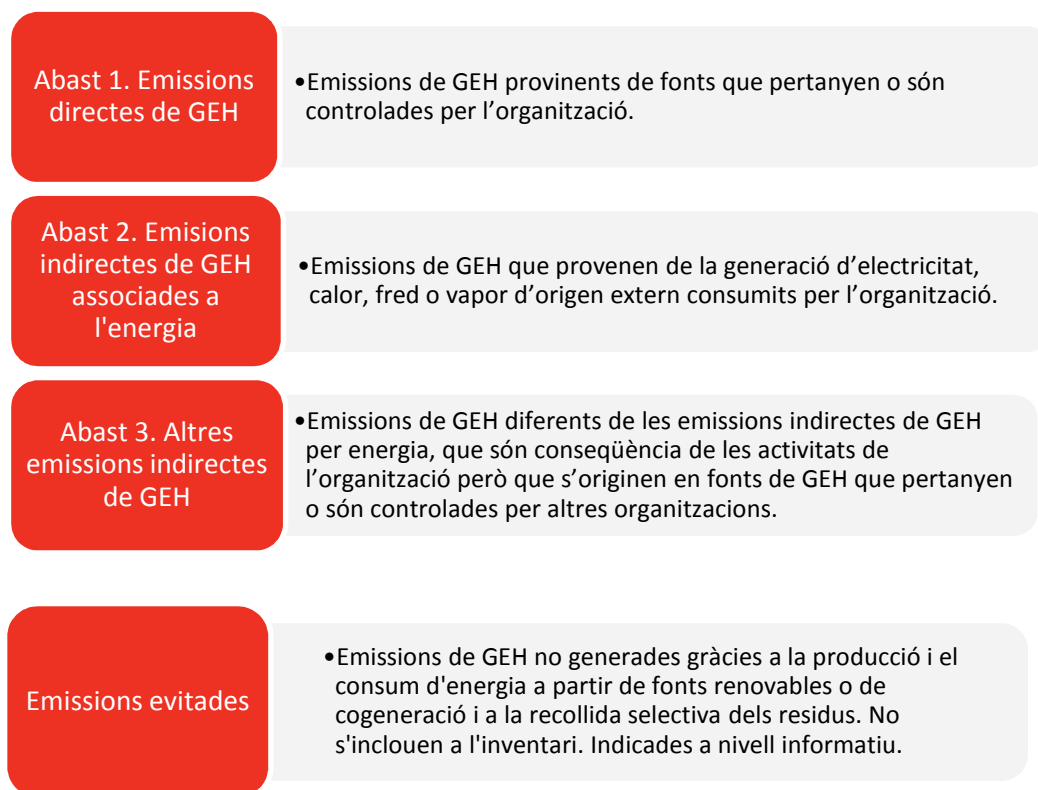 Abast 1. Emissions
directes de GEH
•Emissions de GEH provinents de fonts que pertanyen o són
controlades per l’organització.
Abast 2. Emisions
indirectes de GEH
associades a
l'energia
•Emissions de GEH que provenen de la generació d’electricitat,
calor, fred o vapor d’origen extern consumits per l’organització.
Abast 3. Altres
emissions indirectes
de GEH
•Emissions de GEH diferents de les emissions indirectes de GEH
per energia, que són conseqüència de les activitats de
l’organització però que s’originen en fonts de GEH que pertanyen
o són controlades per altres organitzacions.
Emissions evitades
•Emissions de GEH no generades gràcies a la producció i el
consum d'energia a partir de fonts renovables o de
cogeneració i a la recollida selectiva dels residus. No
s'inclouen a l'inventari. Indicades a nivell informatiu.